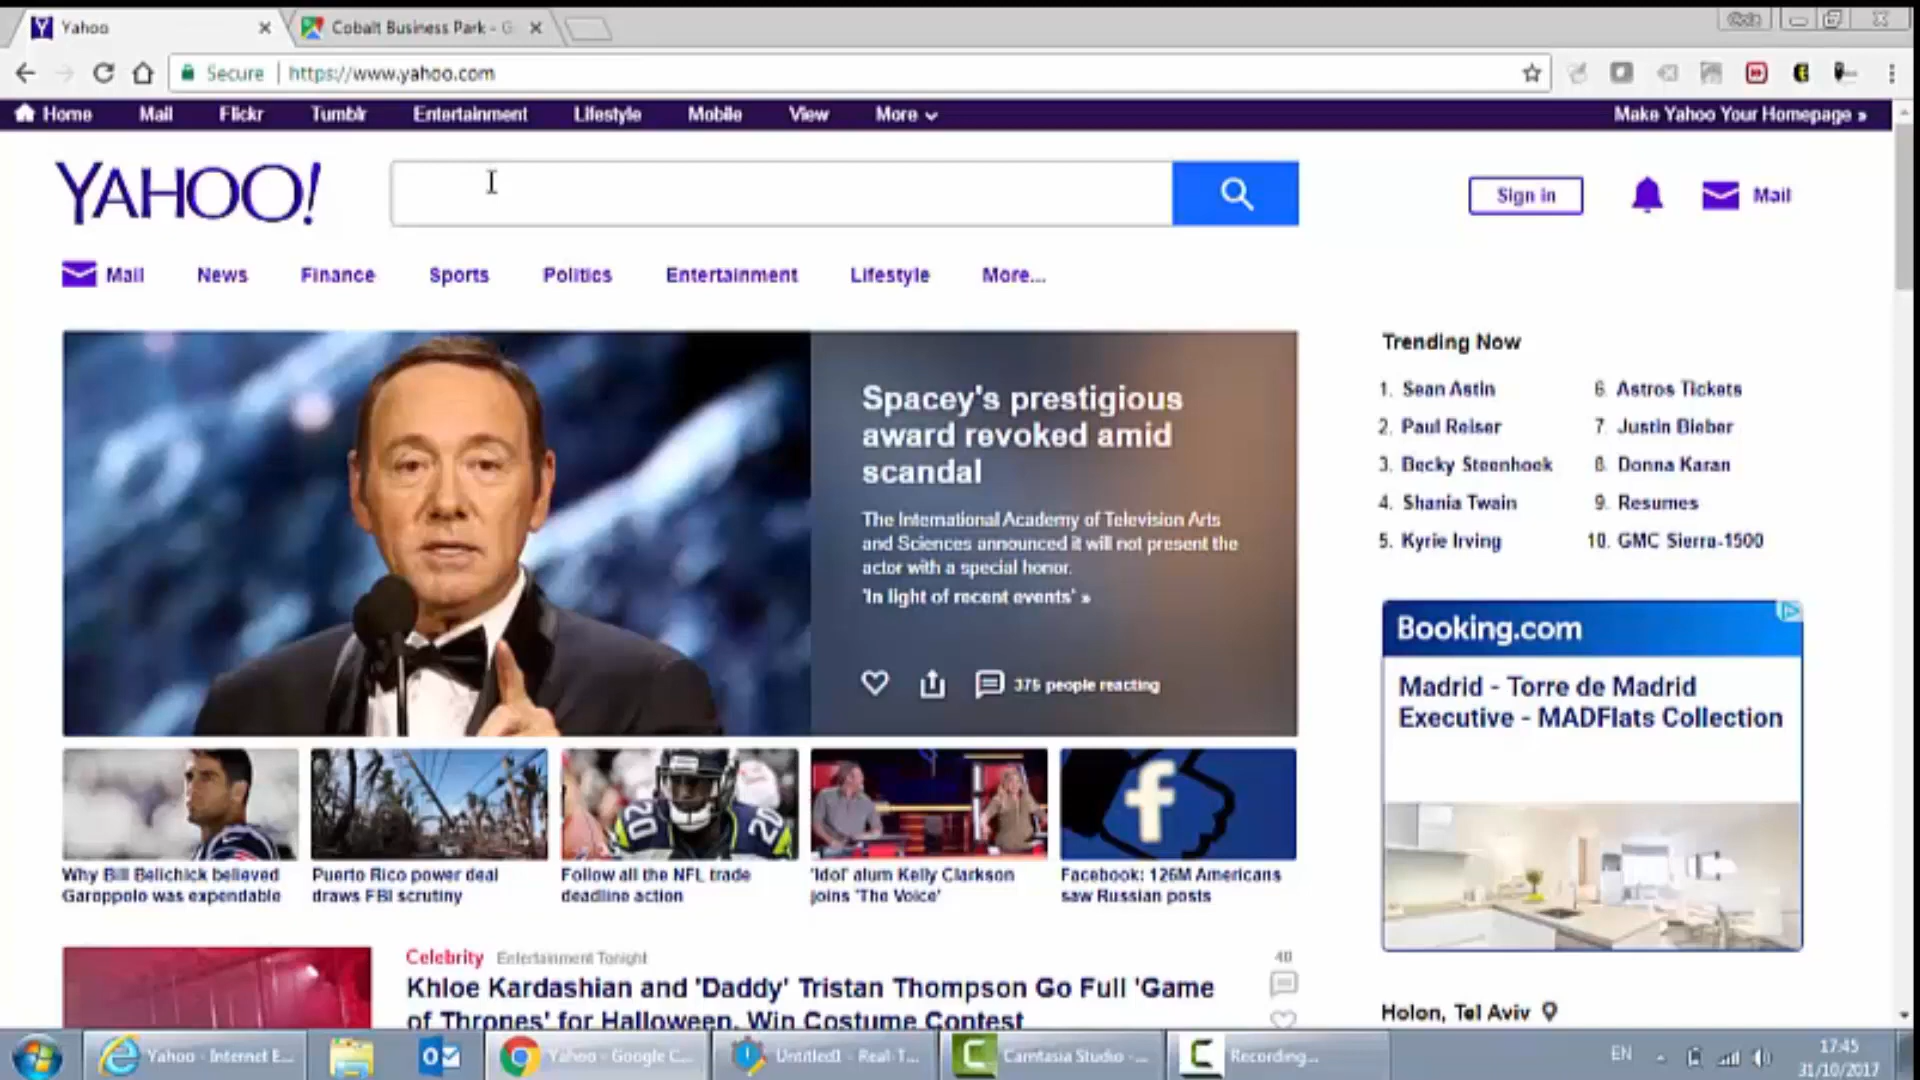 Yahoo
Cobalt Business Park - G
Secure
https://www.yahoo.com
Home Mail Flickr Tumblr Entertainment Lifestyle Mobile View More
Make Yahoo Your Homepage »
YAHOO!
Sign in
Mail
Mail News Finance Sports Politics Entertainment Lifestyle More...
Spacey's prestigious
award revoked amid
scandal
The International Academy of Television Arts
and Sciences announced it will not present the
actor with a special honor.
'In light of recent events' »
375 people reacting
Trending Now
1. Sean Astin
2. Paul Reiser
3. Becky Steenhoek
4. Shania Twain
5. Kyrie Irving
6. Astros Tickets
7. Justin Bieber
8. Donna Karan
9. Resumes
10. GMC Sierra-1500
Booking.com
Madrid - Torre de Madrid
Executive - MADFlats Collection
20
20
f
Why Bill Belichick believed
Garoppolo was expendable
Puerto Rico power deal
draws FBI scrutiny
Follow all the NFL trade
deadline action
'Idol' alum Kelly Clarkson
joins 'The Voice'
Facebook: 126M Americans
saw Russian posts
Celebrity Entertainment Tonight
40
Khloe Kardashian and 'Daddy' Tristan Thompson Go Full 'Game
of Thrones' for Halloween, Win Costume Contest
Holon, Tel Aviv
Yahoo - Internet E...
Yahoo - Google C...
Untitled1 - Real-T...
Camtasia Studio -...
Recording...
EN
17:45
31/10/2017